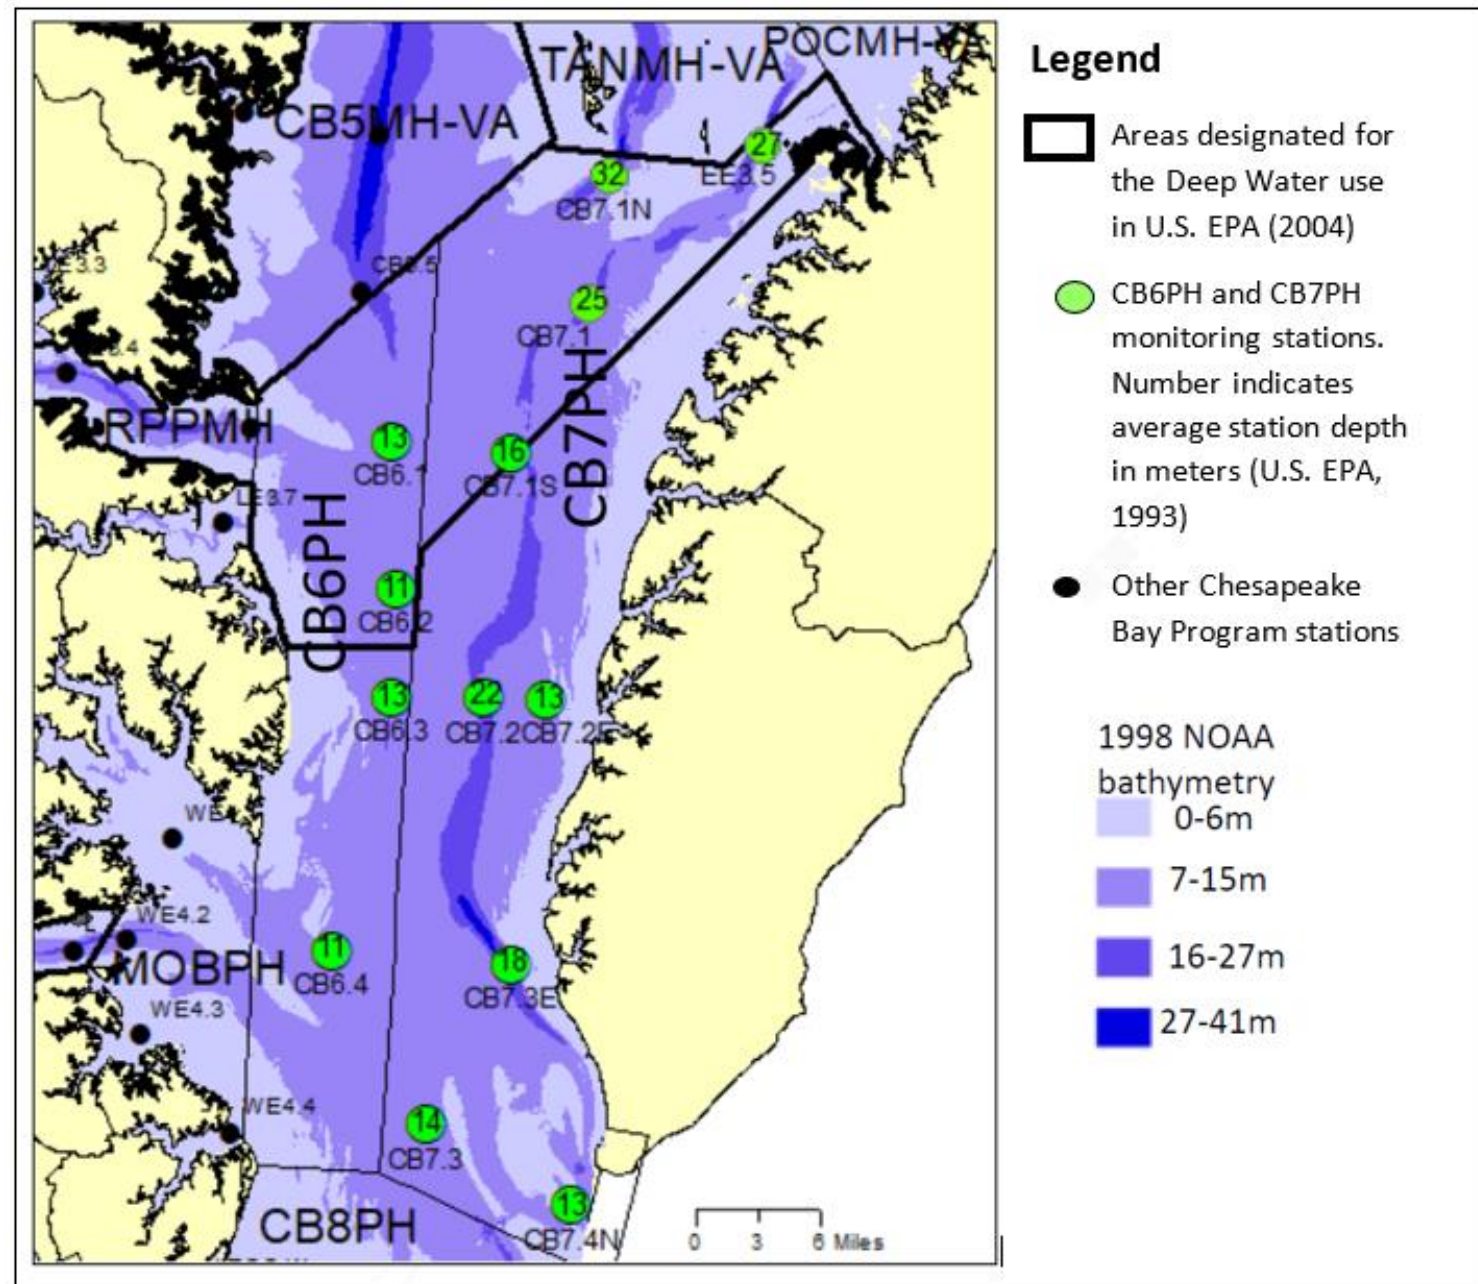 TANMH-VA
POCMH-VA
CB5MH-VA
27
EE3.5
32
CB7.1N
25
CB7.1
CB7PH
RPPMH
13
CB6.1
16
CB7.1S
CB6PH
11
CB6.2
13
CB6.3
22
CB7.2
13
CB7.2E
WE4.2
MOBPH
11
CB6.4
18
CB7.3E
WE4.3
WE4.4
14
CB7.3
13
CB7.4N
CB8PH
0 3 6 Miles
Legend
Areas designated for
the Deep Water use
in U.S. EPA (2004)
CB6PH and CB7PH
monitoring stations.
Number indicates
average station depth
in meters (U.S. EPA,
1993)
Other Chesapeake
Bay Program stations
1998 NOAA
bathymetry
0-6m
7-15m
16-27m
27-41m